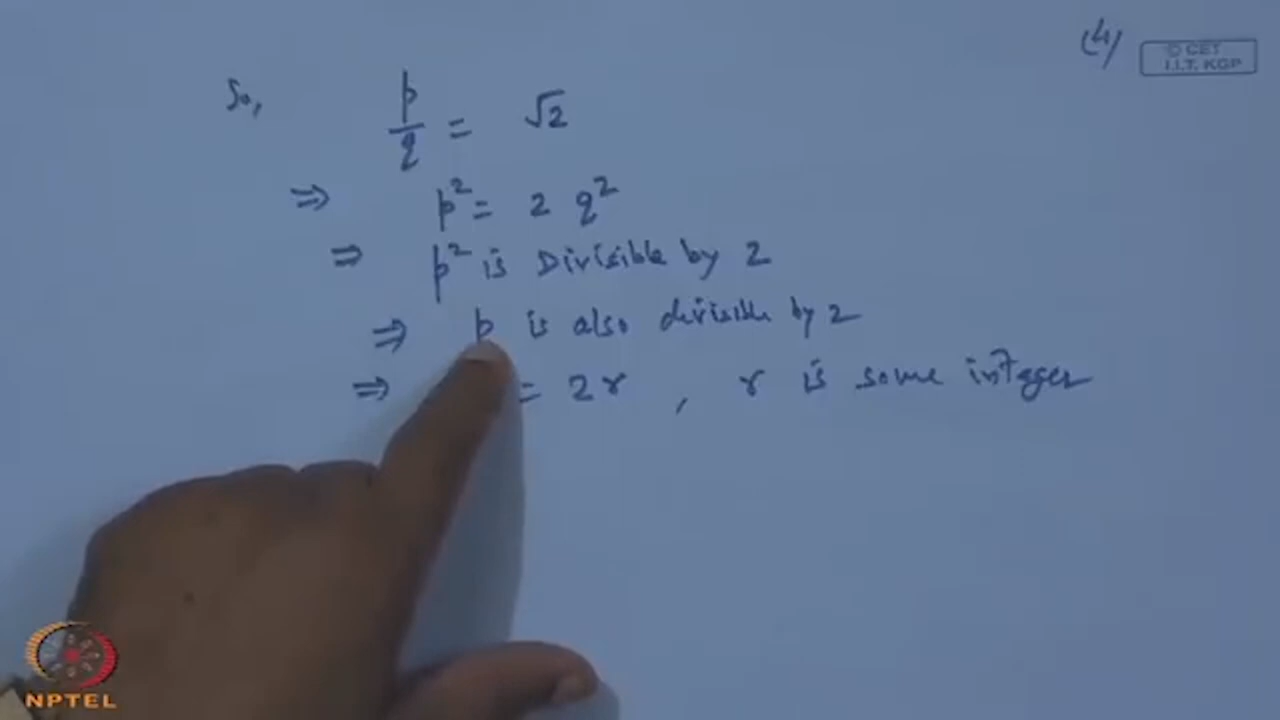 (4)
© CET
I.I.T. KGP
So, p/q = √2
⇒ p² = 2 q²
⇒ p² is Divisible by 2
⇒ p is also divisible by 2
⇒ = 2r , r is some integer
NPTEL